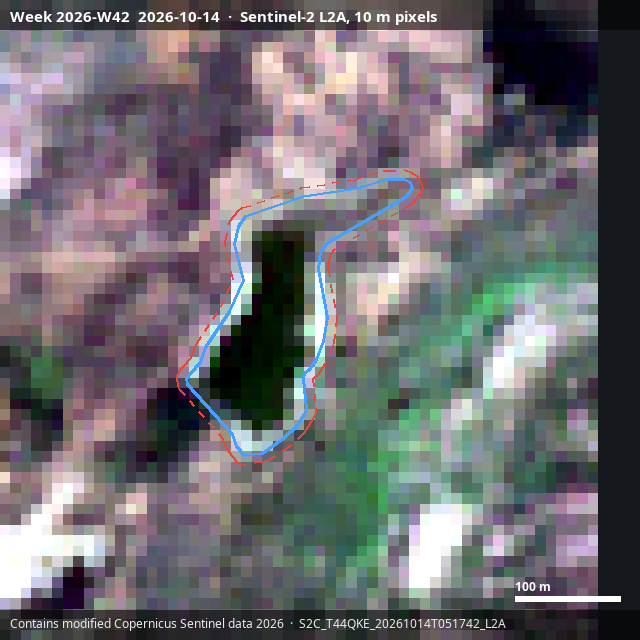 Week 2026-W42  2026-10-14  ·  Sentinel-2 L2A, 10 m pixels
100 m
Contains modified Copernicus Sentinel data 2026  ·  S2C_T44QKE_20261014T051742_L2A